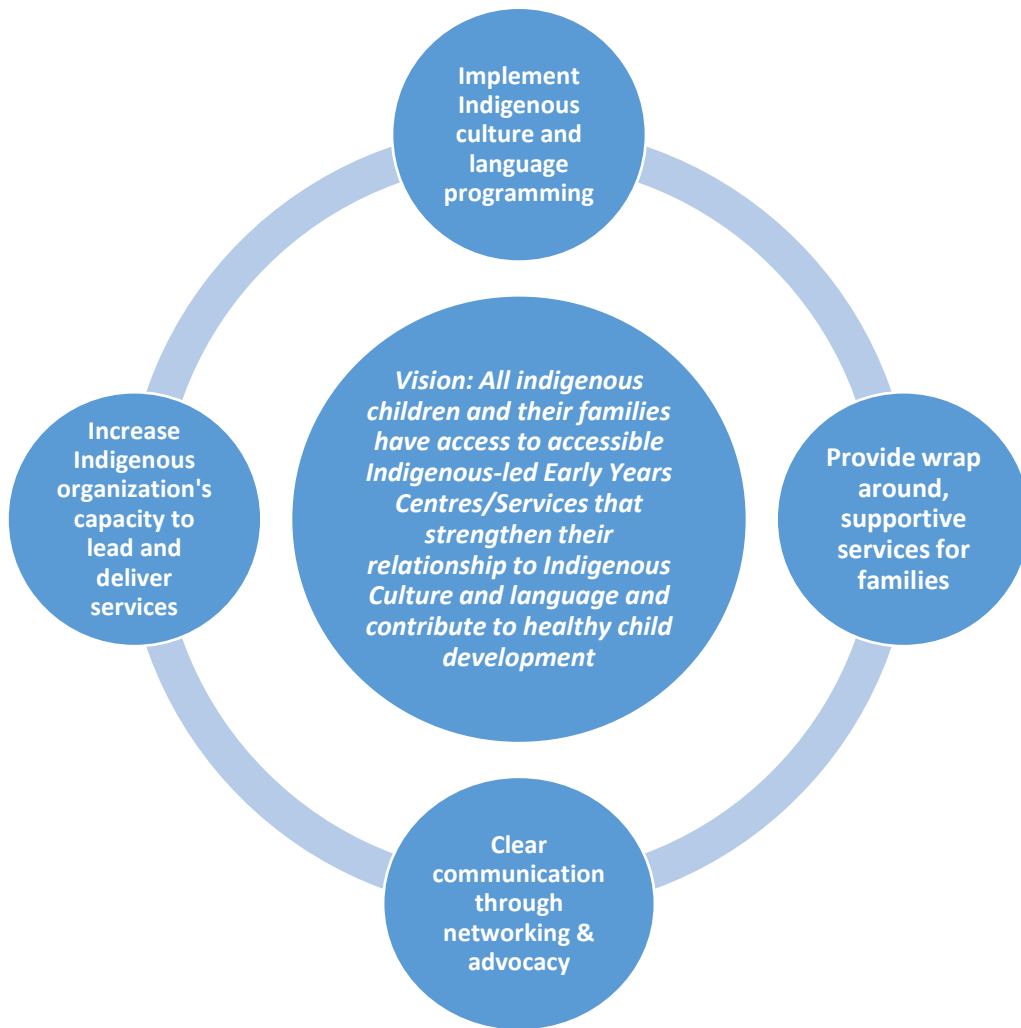 Implement
Indigenous
culture and
language
programming
Vision: All indigenous
children and their families
have access to accessible
Indigenous-led Early Years
Centres/Services that
strengthen their
relationship to Indigenous
Culture and language and
contribute to healthy child
development
Increase
Indigenous
organization's
capacity to
lead and
deliver
services
Provide wrap
around,
supportive
services for
families
Clear
communication
through
networking &
advocacy